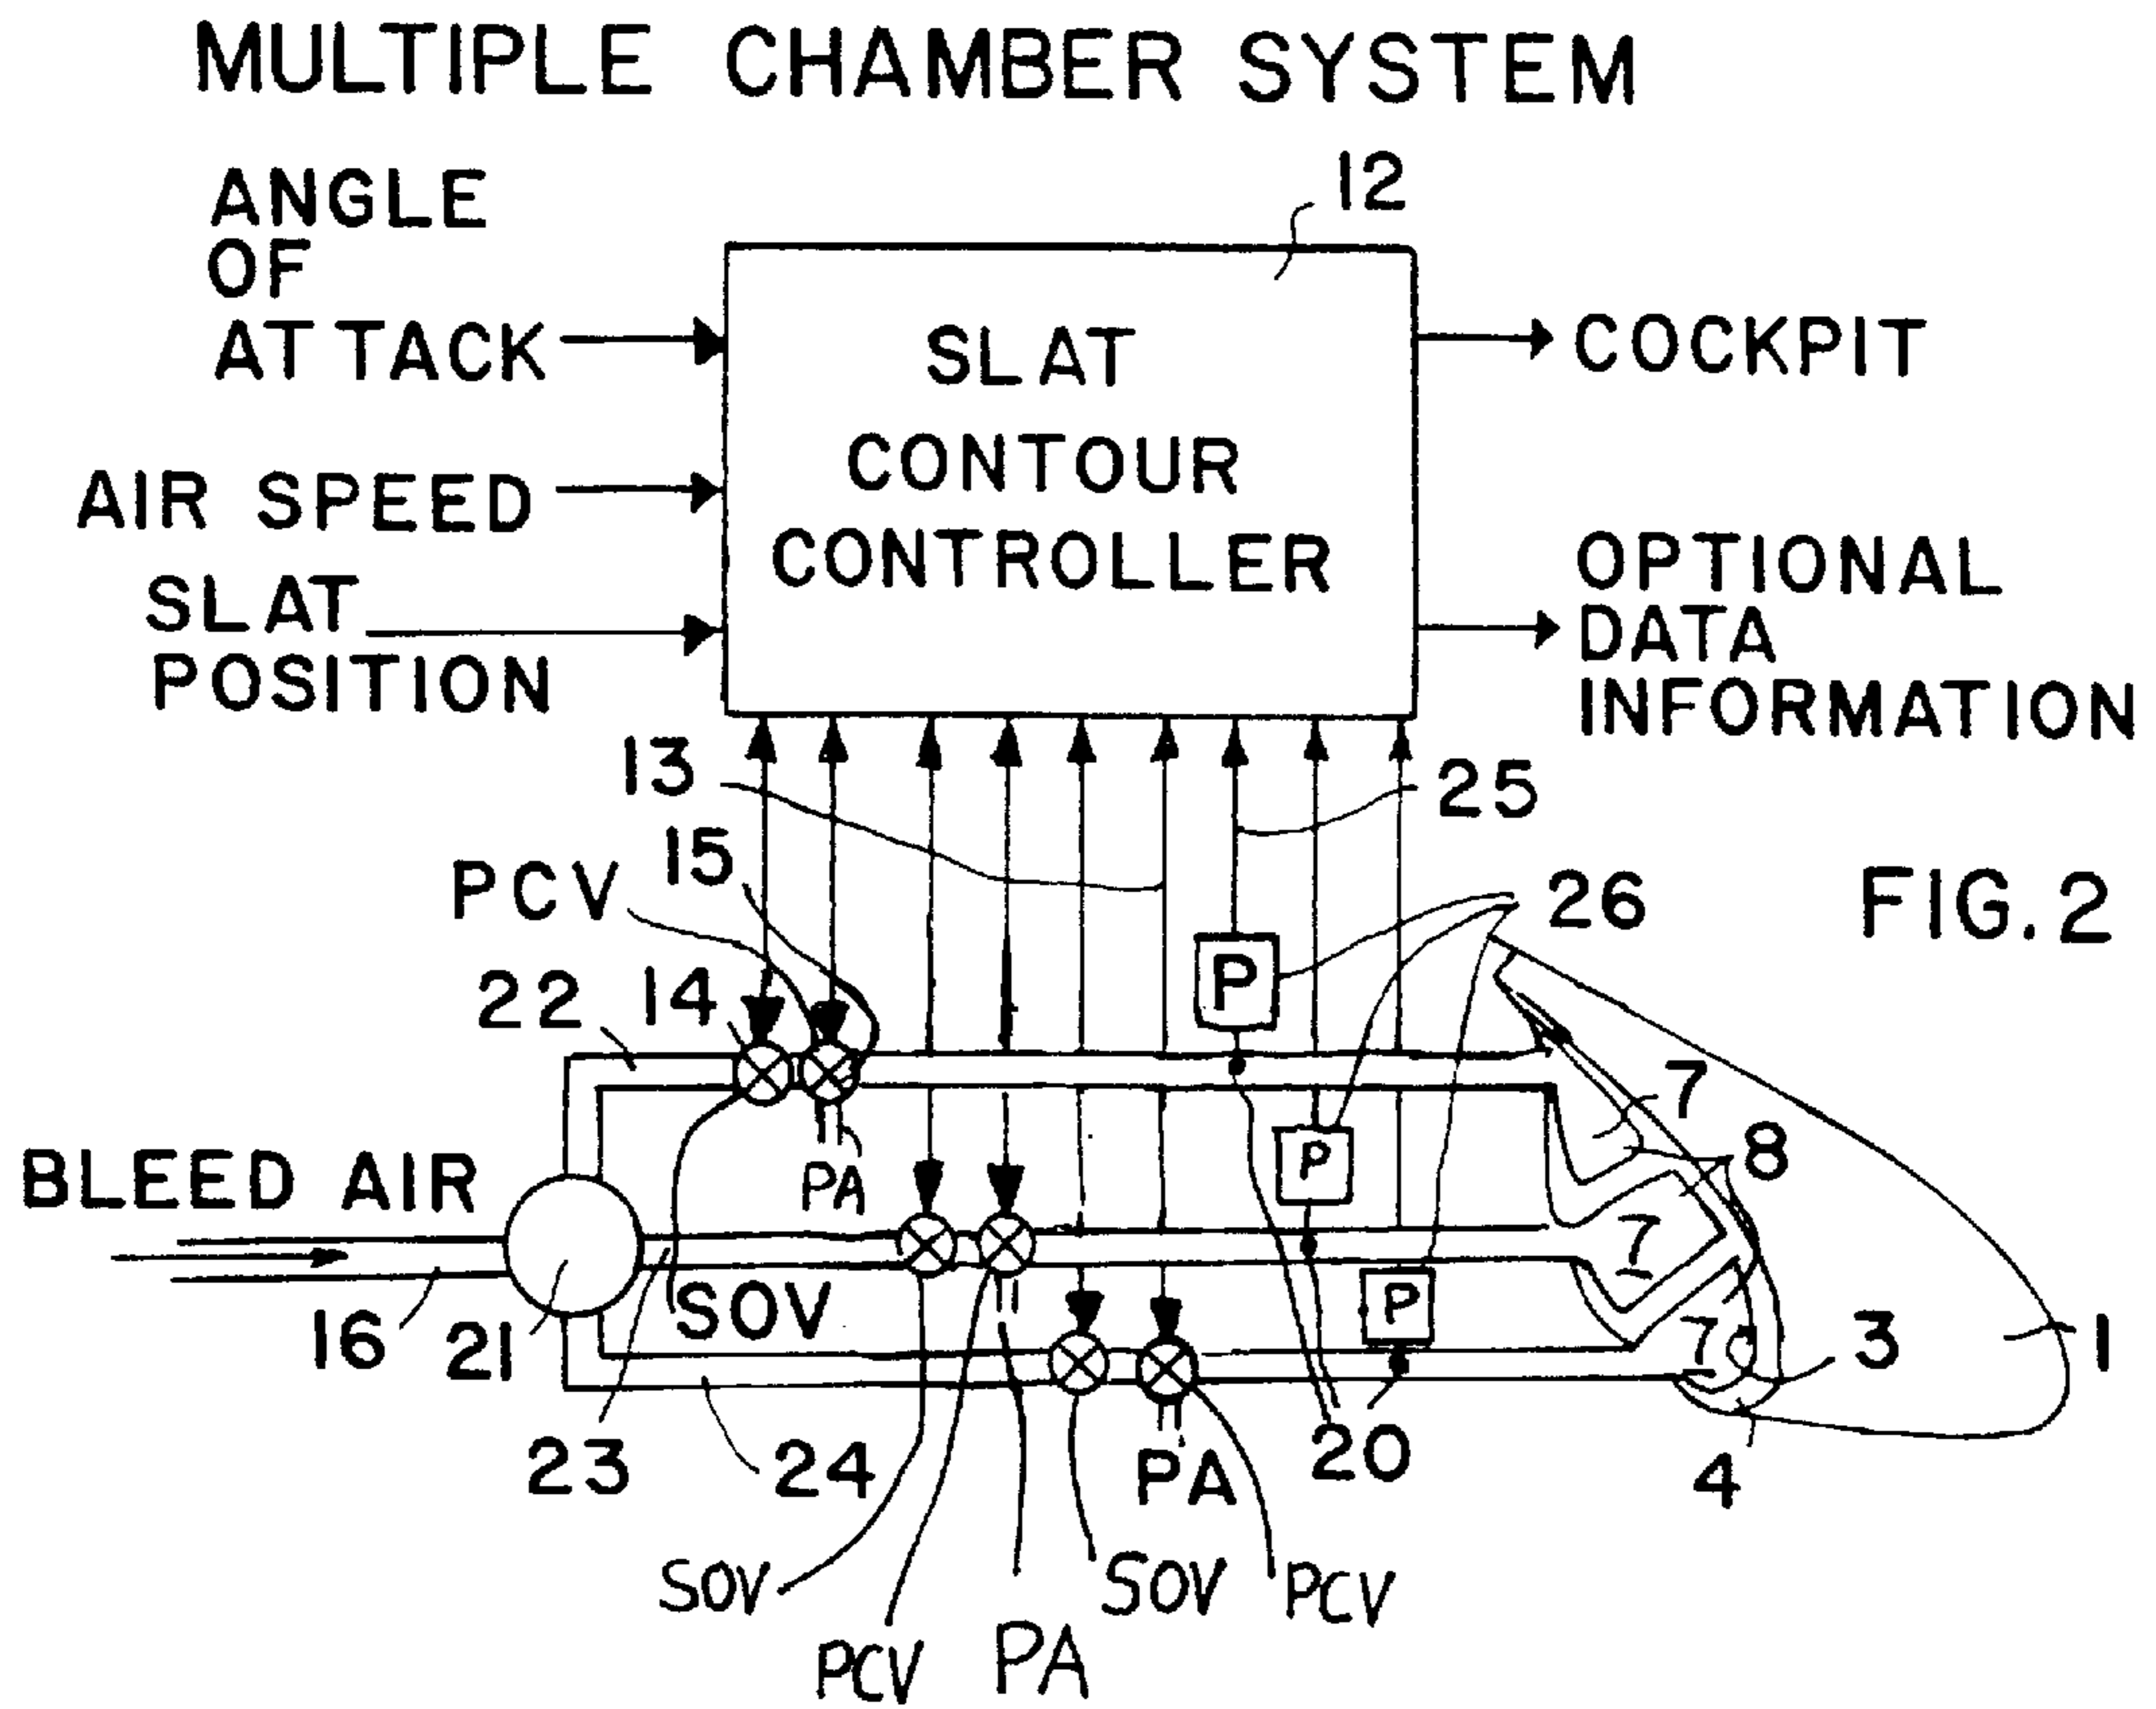 MULTIPLE CHAMBER SYSTEM
12
ANGLE
OF
ATTACK
AIR SPEED
SLAT
POSITION
SLAT
CONTOUR
CONTROLLER
COCKPIT
OPTIONAL
DATA
INFORMATION
13
25
15
PCV
26
FIG. 2
22
14
P
7
8
BLEED AIR
PA
P
7
16
21
SOV
P
7
3
1
23
24
PA
20
4
SOV
SOV
PCV
PCV
PA